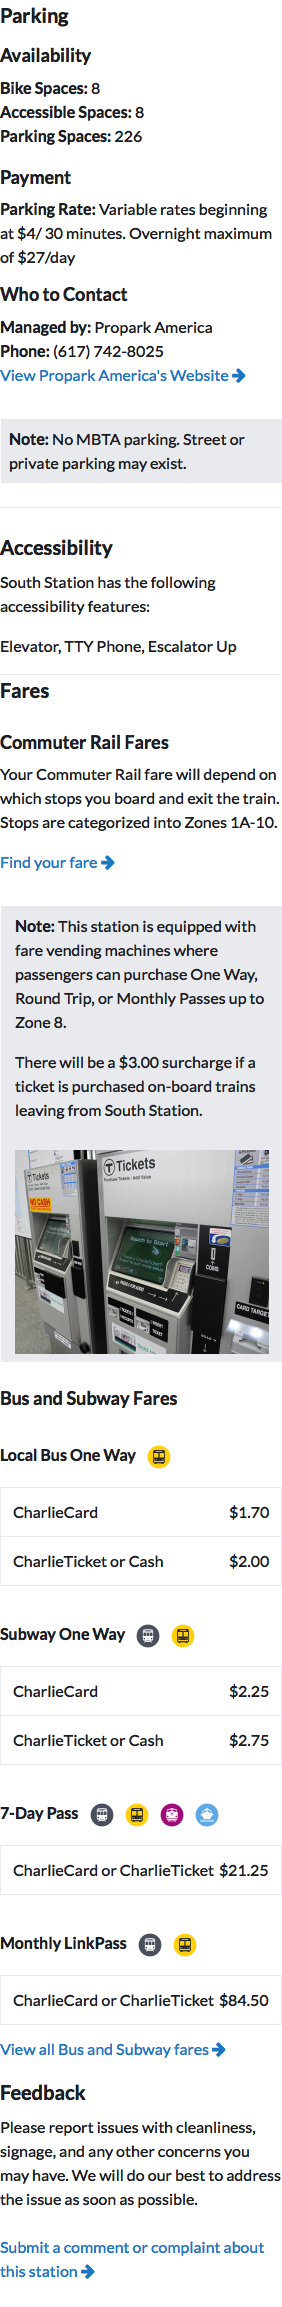 Parking
Availability
Bike Spaces: 8
Accessible Spaces: 8
Parking Spaces: 226
Payment
Parking Rate: Variable rates beginning
at $4/ 30 minutes. Overnight maximum
of $27/day
Who to Contact
Managed by: Propark America
Phone: (617) 742-8025
View Propark America's Website
Note: No MBTA parking. Street or
private parking may exist.
Accessibility
South Station has the following
accessibility features:
Elevator, TTY Phone, Escalator Up
Fares
Commuter Rail Fares
Your Commuter Rail fare will depend on
which stops you board and exit the train.
Stops are categorized into Zones 1A-10.
Find your fare
Note: This station is equipped with
fare vending machines where
passengers can purchase One Way,
Round Trip, or Monthly Passes up to
Zone 8.
There will be a $3.00 surcharge if a
ticket is purchased on-board trains
leaving from South Station.
T Tickets
T Tickets
NO CASH
Touch to Start
COINS
CARD TARGET
Bus and Subway Fares
Local Bus One Way
CharlieCard $1.70
CharlieTicket or Cash $2.00
Subway One Way
CharlieCard $2.25
CharlieTicket or Cash $2.75
7-Day Pass
CharlieCard or CharlieTicket $21.25
Monthly LinkPass
CharlieCard or CharlieTicket $84.50
View all Bus and Subway fares
Feedback
Please report issues with cleanliness,
signage, and any other concerns you
may have. We will do our best to address
the issue as soon as possible.
Submit a comment or complaint about
this station